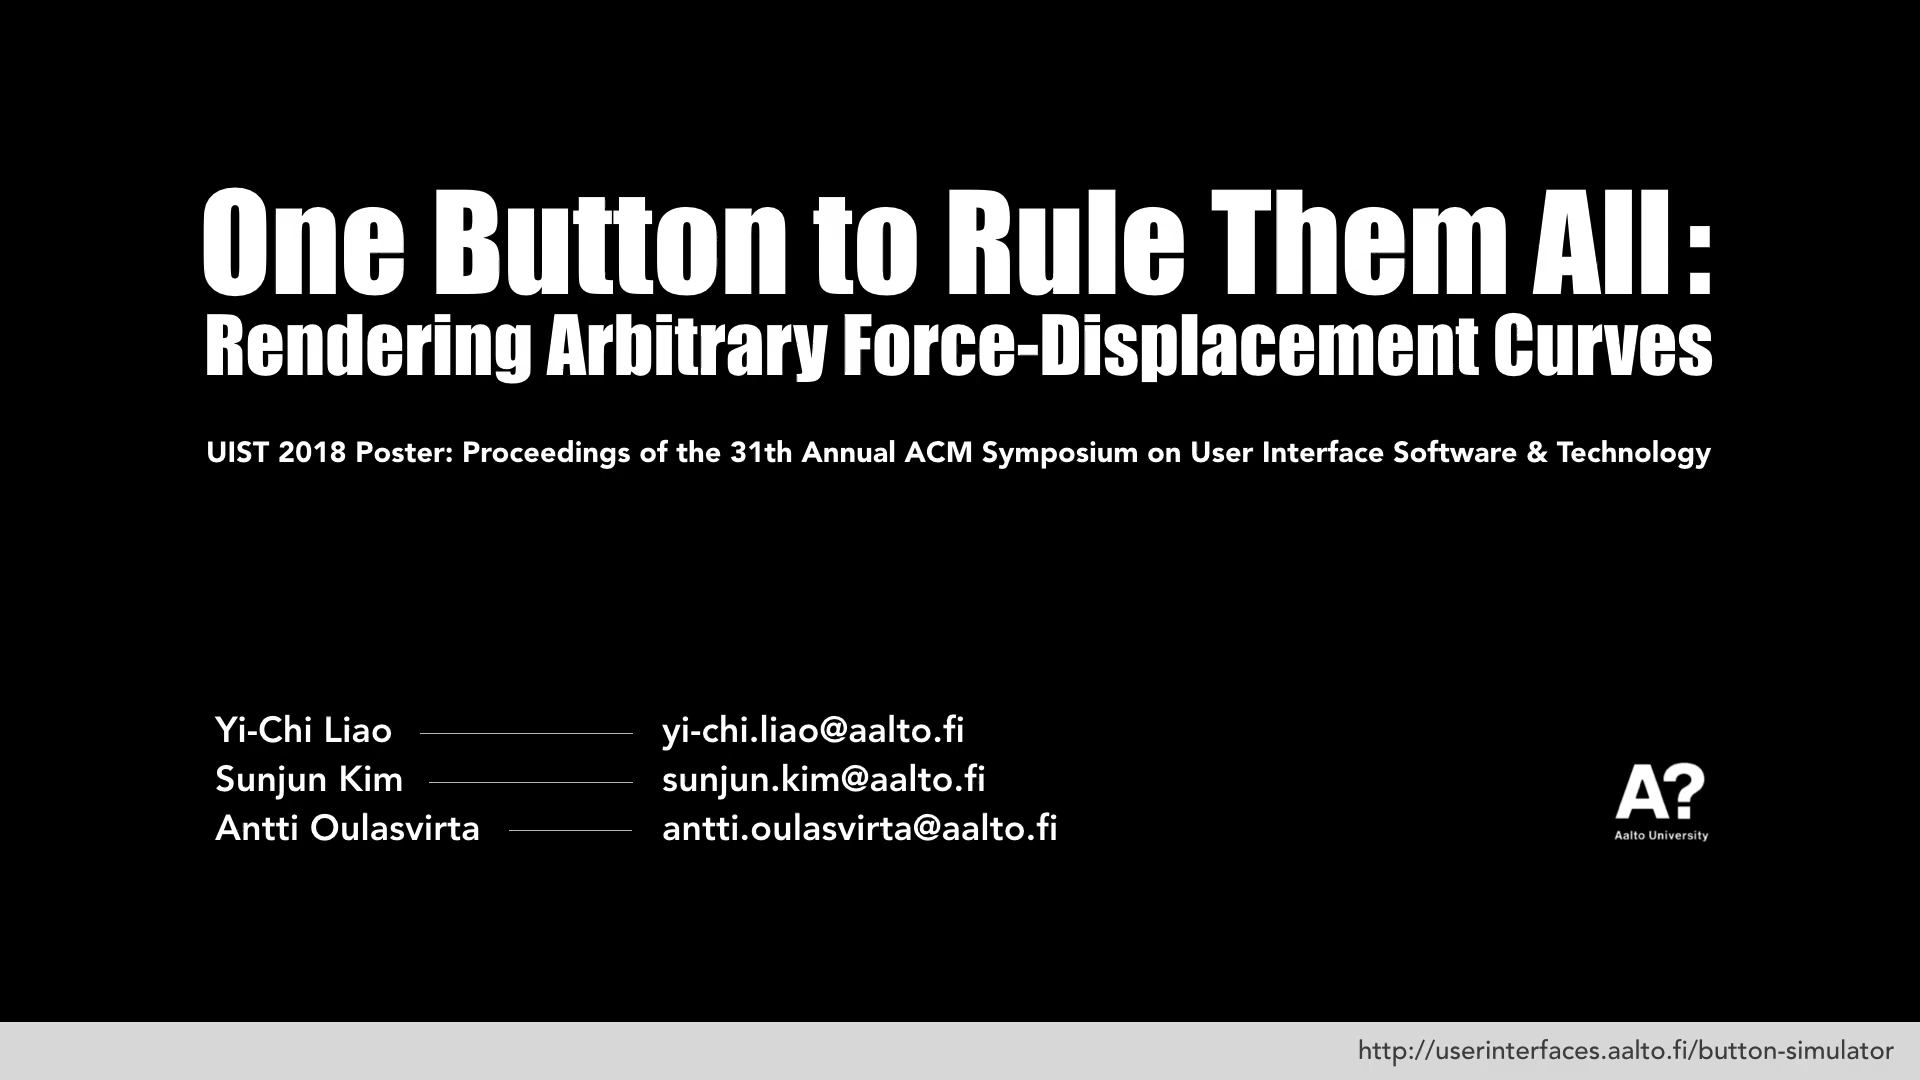 One Button to Rule Them All :
Rendering Arbitrary Force-Displacement Curves
UIST 2018 Poster: Proceedings of the 31th Annual ACM Symposium on User Interface Software & Technology
Yi-Chi Liao yi-chi.liao@aalto.fi
Sunjun Kim sunjun.kim@aalto.fi
Antti Oulasvirta antti.oulasvirta@aalto.fi
A?
Aalto University
http://userinterfaces.aalto.fi/button-simulator